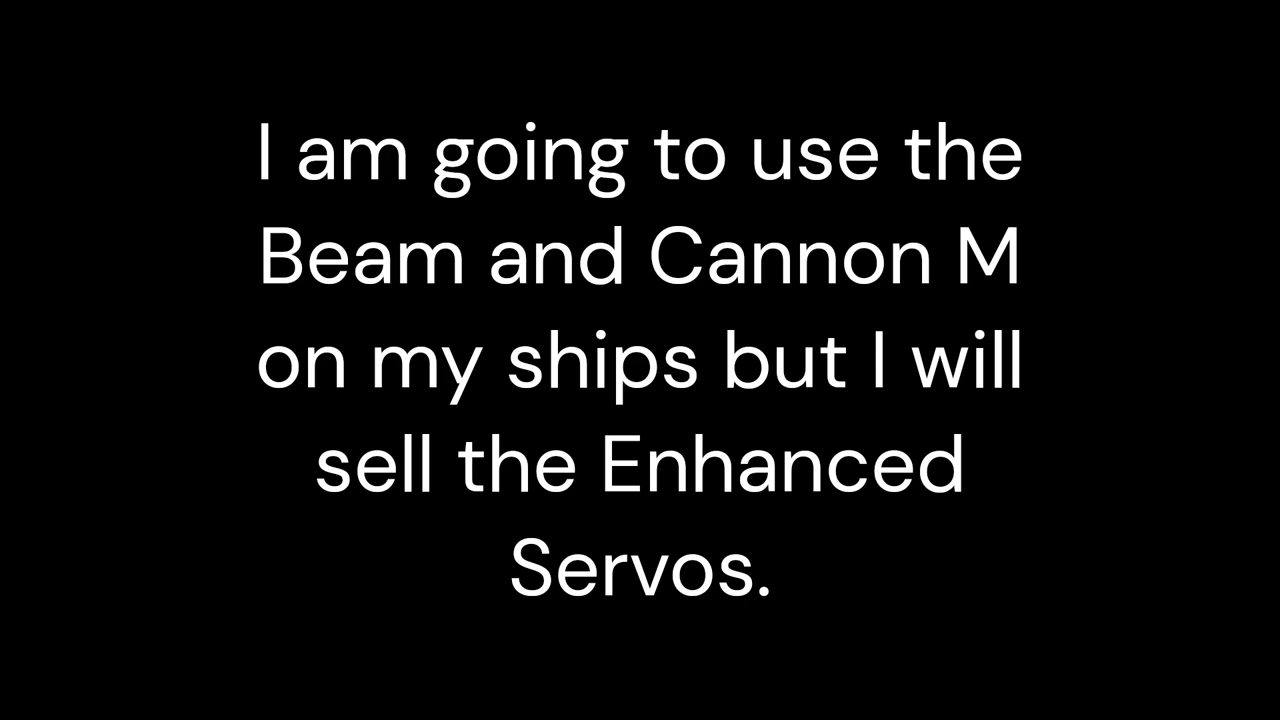 I am going to use the
Beam and Cannon M
on my ships but I will
sell the Enhanced
Servos.